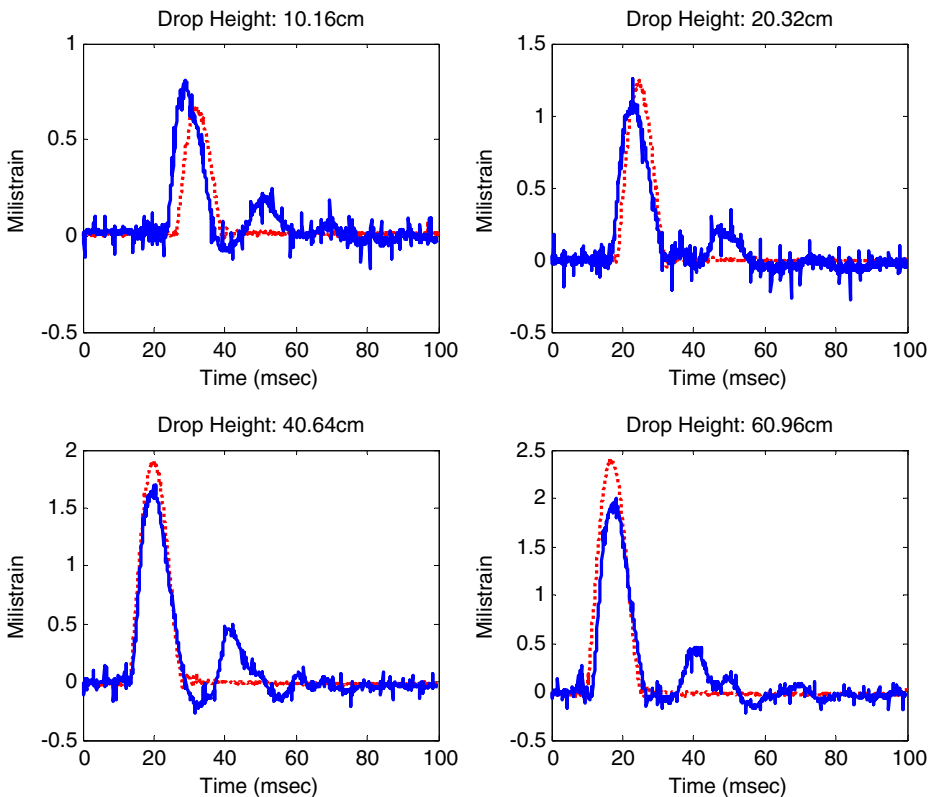 Drop Height: 10.16cm
1
0.5
0
-0.5
Milistrain
0 20 40 60 80 100
Time (msec)
Drop Height: 20.32cm
1.5
1
0.5
0
-0.5
Milistrain
0 20 40 60 80 100
Time (msec)
Drop Height: 40.64cm
2
1.5
1
0.5
0
-0.5
Milistrain
0 20 40 60 80 100
Time (msec)
Drop Height: 60.96cm
2.5
2
1.5
1
0.5
0
-0.5
Milistrain
0 20 40 60 80 100
Time (msec)